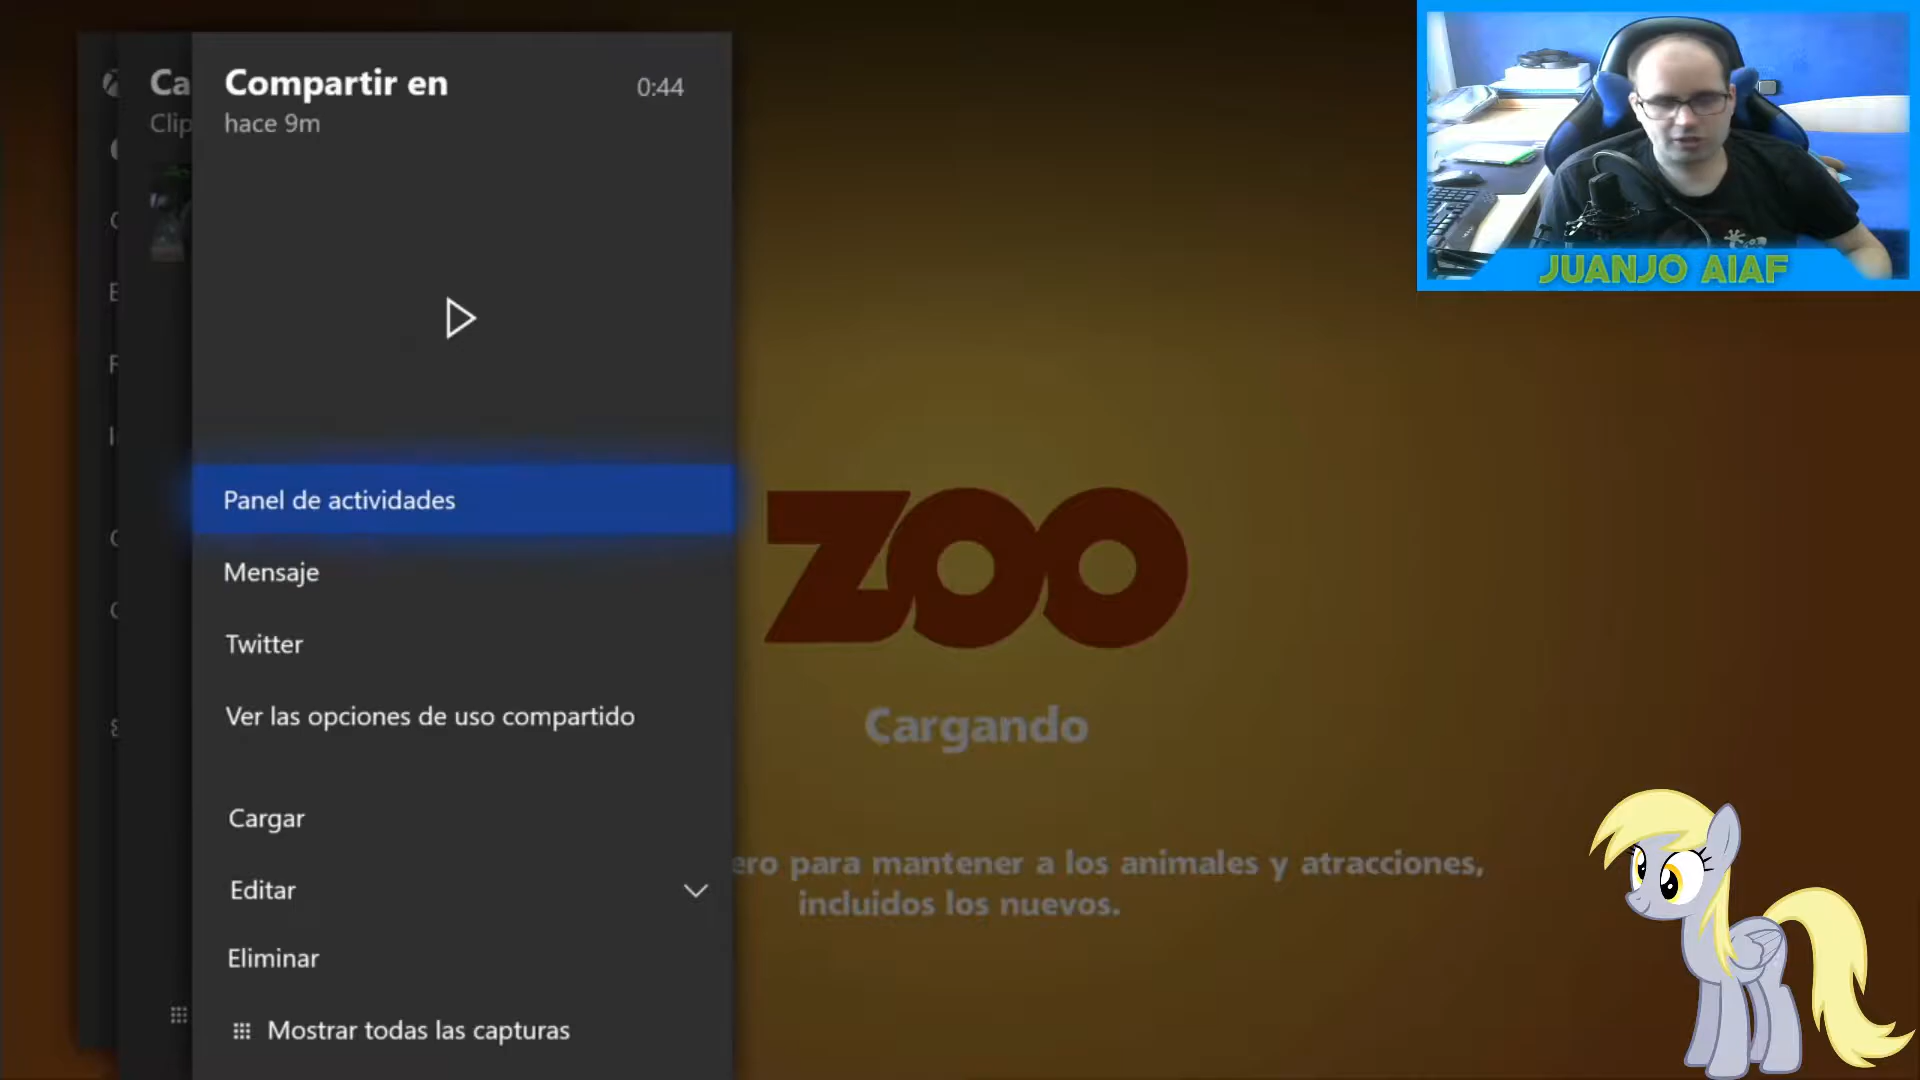 Ca
Clip
Compartir en
0:44
hace 9m
Panel de actividades
Mensaje
Twitter
Ver las opciones de uso compartido
Cargar
Editar
Eliminar
Mostrar todas las capturas
ZOO
Cargando
ero para mantener a los animales y atracciones,
incluidos los nuevos.
JUANJO AIAF